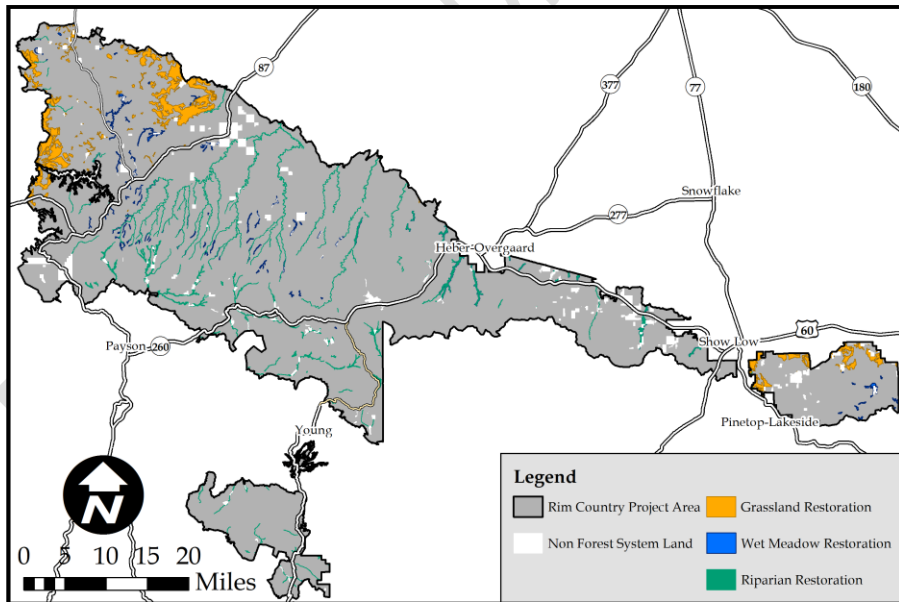 87
377
77
180
Snowflake
277
Heber-Overgaard
60
Show Low
Payson
260
Pinetop-Lakeside
Young
N
0 5 10 20
Miles
Legend
Rim Country Project Area
Non Forest System Land
Grassland Restoration
Wet Meadow Restoration
Riparian Restoration